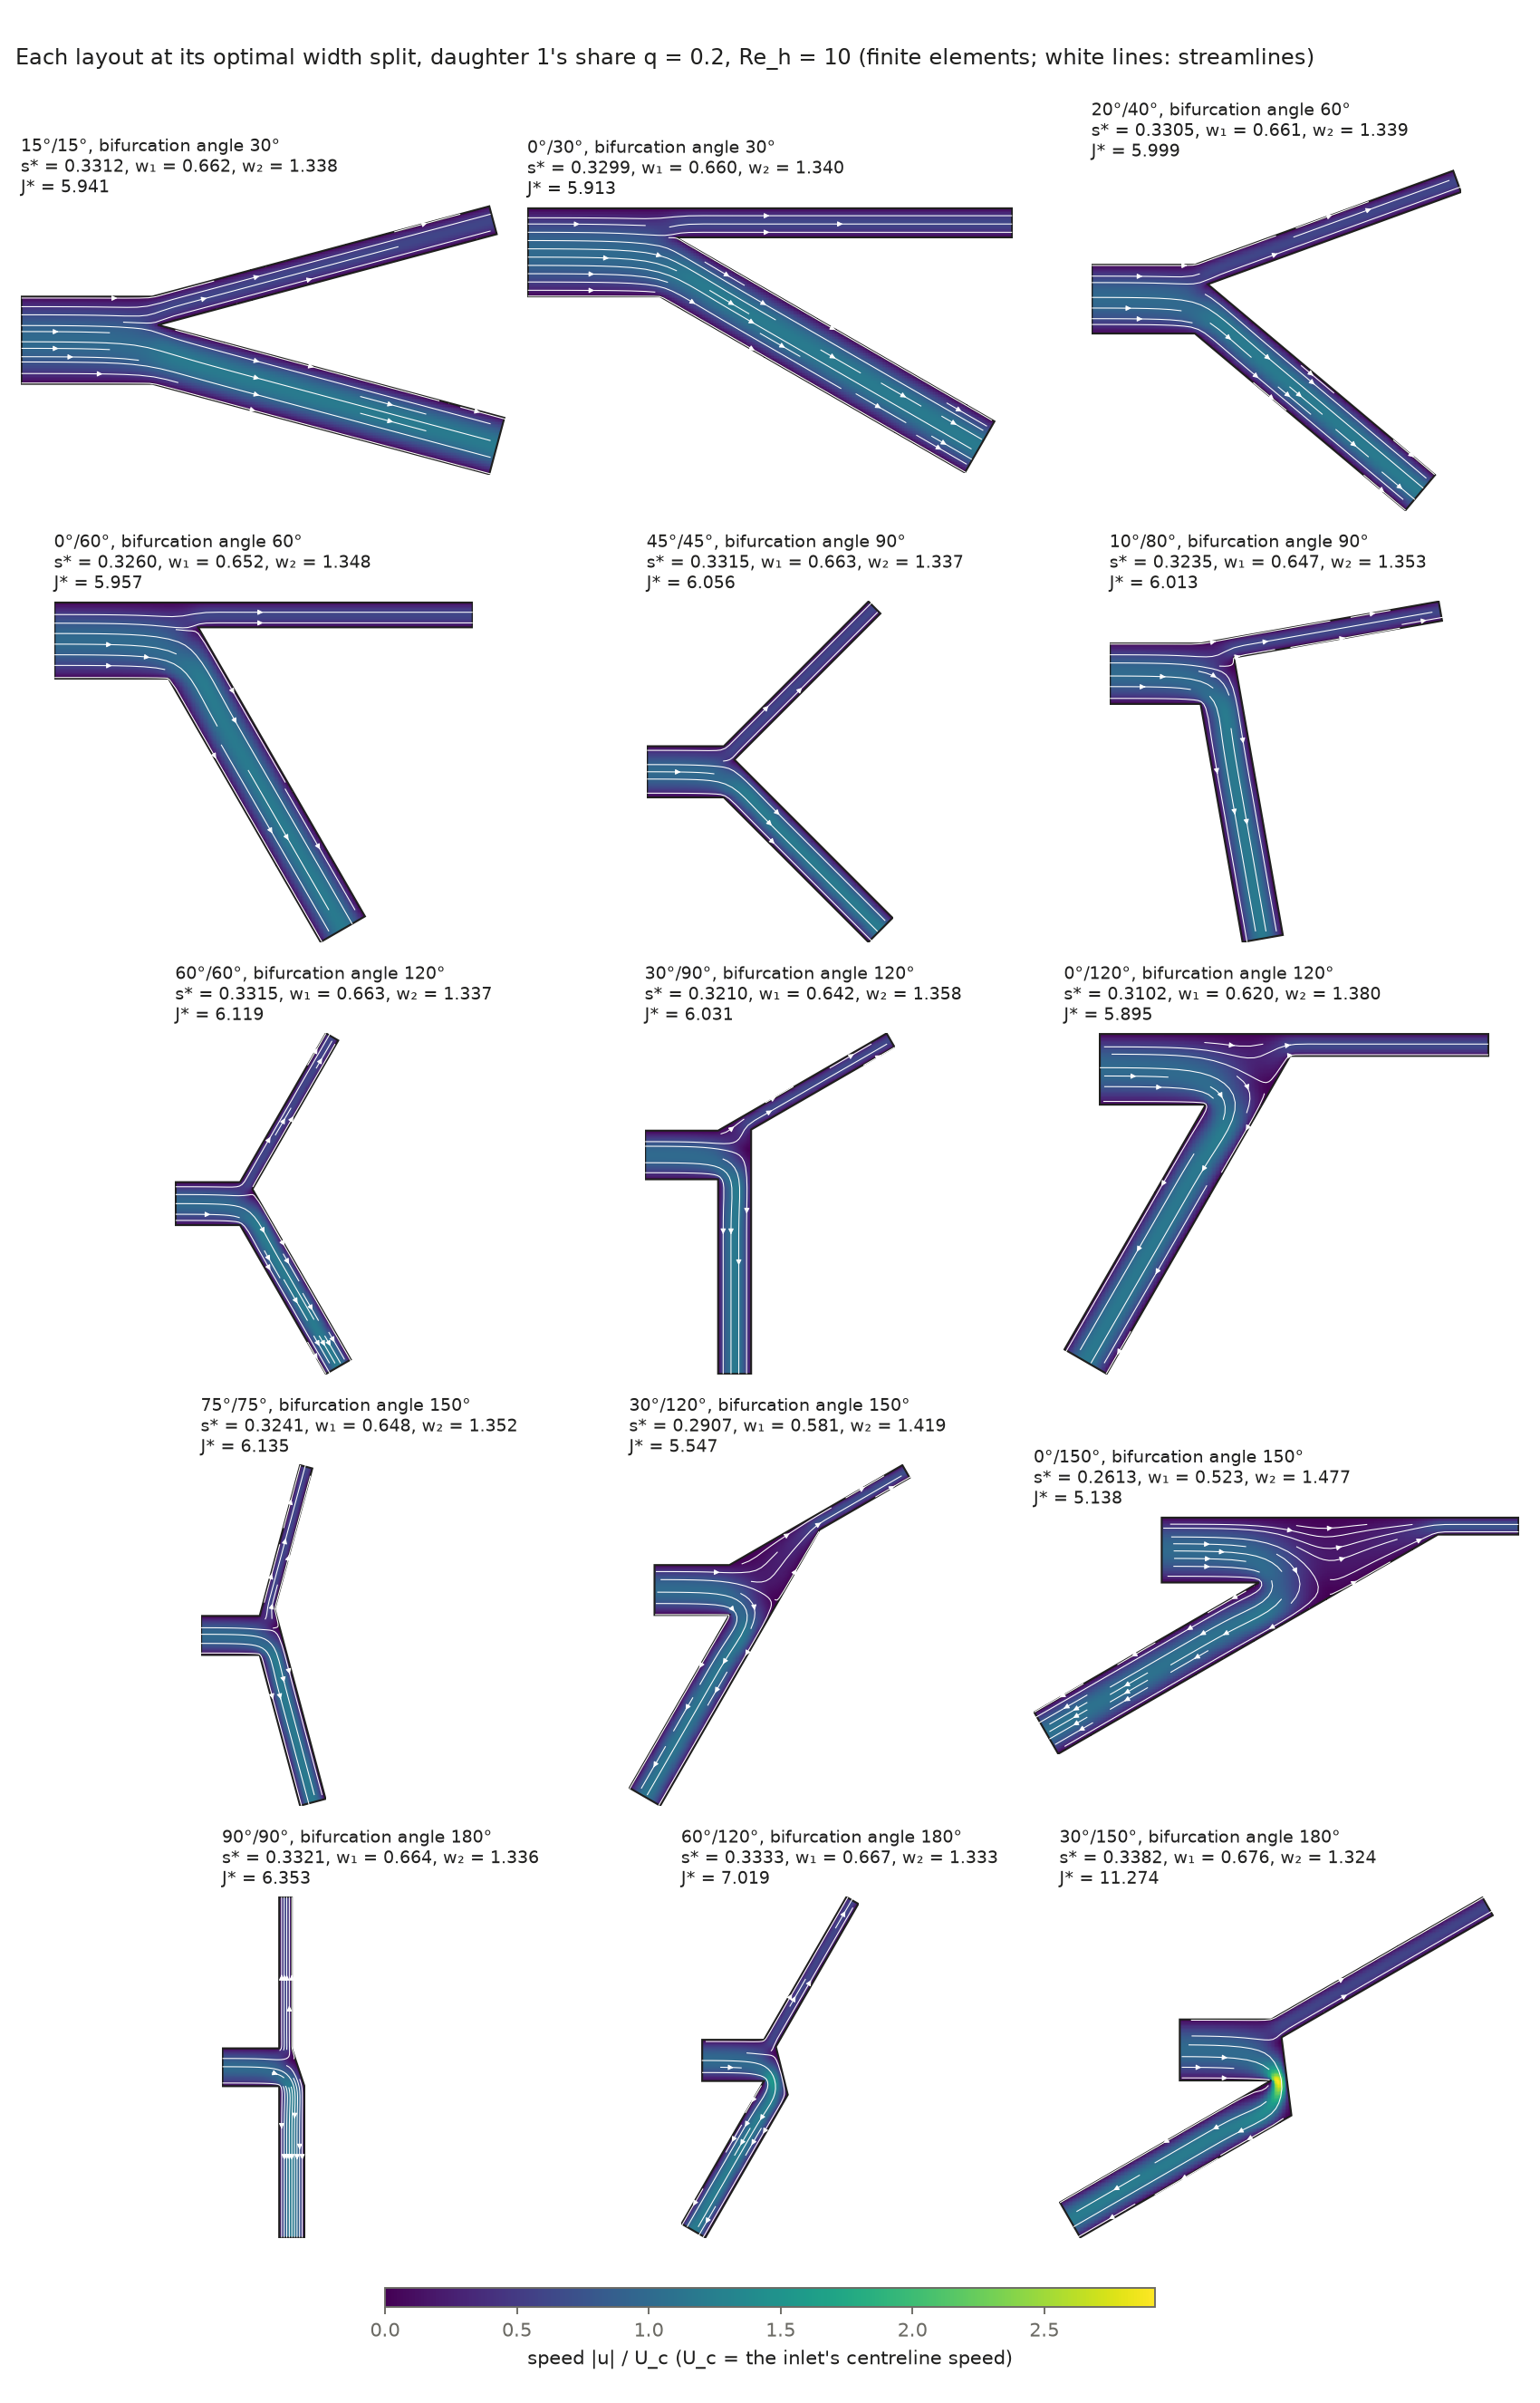 Each layout at its optimal width split, daughter 1's share q = 0.2, Re_h = 10 (finite elements; white lines: streamlines)
15°/15°, bifurcation angle 30°
s* = 0.3312, w₁ = 0.662, w₂ = 1.338
J* = 5.941
0°/30°, bifurcation angle 30°
s* = 0.3299, w₁ = 0.660, w₂ = 1.340
J* = 5.913
20°/40°, bifurcation angle 60°
s* = 0.3305, w₁ = 0.661, w₂ = 1.339
J* = 5.999
0°/60°, bifurcation angle 60°
s* = 0.3260, w₁ = 0.652, w₂ = 1.348
J* = 5.957
45°/45°, bifurcation angle 90°
s* = 0.3315, w₁ = 0.663, w₂ = 1.337
J* = 6.056
10°/80°, bifurcation angle 90°
s* = 0.3235, w₁ = 0.647, w₂ = 1.353
J* = 6.013
60°/60°, bifurcation angle 120°
s* = 0.3315, w₁ = 0.663, w₂ = 1.337
J* = 6.119
30°/90°, bifurcation angle 120°
s* = 0.3210, w₁ = 0.642, w₂ = 1.358
J* = 6.031
0°/120°, bifurcation angle 120°
s* = 0.3102, w₁ = 0.620, w₂ = 1.380
J* = 5.895
75°/75°, bifurcation angle 150°
s* = 0.3241, w₁ = 0.648, w₂ = 1.352
J* = 6.135
30°/120°, bifurcation angle 150°
s* = 0.2907, w₁ = 0.581, w₂ = 1.419
J* = 5.547
0°/150°, bifurcation angle 150°
s* = 0.2613, w₁ = 0.523, w₂ = 1.477
J* = 5.138
90°/90°, bifurcation angle 180°
s* = 0.3321, w₁ = 0.664, w₂ = 1.336
J* = 6.353
60°/120°, bifurcation angle 180°
s* = 0.3333, w₁ = 0.667, w₂ = 1.333
J* = 7.019
30°/150°, bifurcation angle 180°
s* = 0.3382, w₁ = 0.676, w₂ = 1.324
J* = 11.274
0.0 0.5 1.0 1.5 2.0 2.5
speed |u| / U_c (U_c = the inlet's centreline speed)